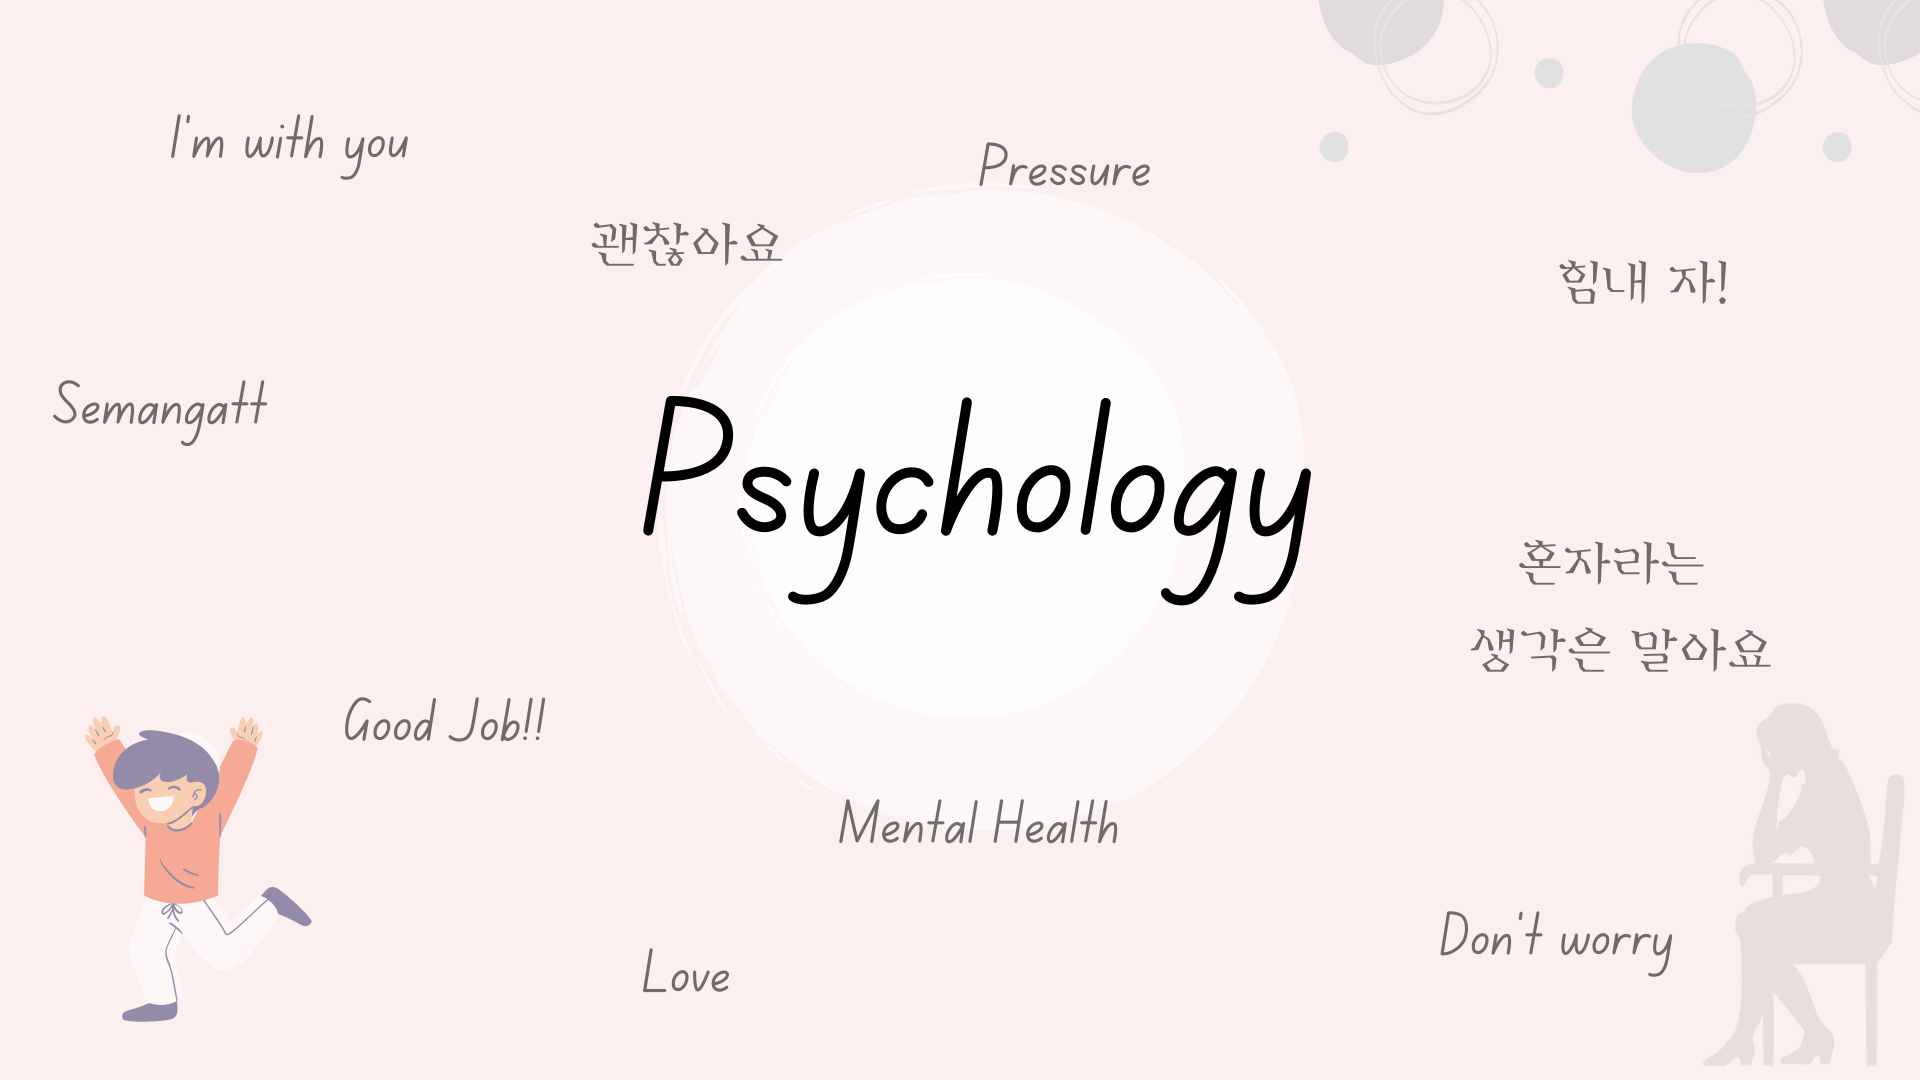 I'm with you
Pressure
괜찮아요
힘내 자!
Semangatt
Psychology
혼자라는
생각은 말아요
Good Job!!
Mental Health
Don't worry
Love